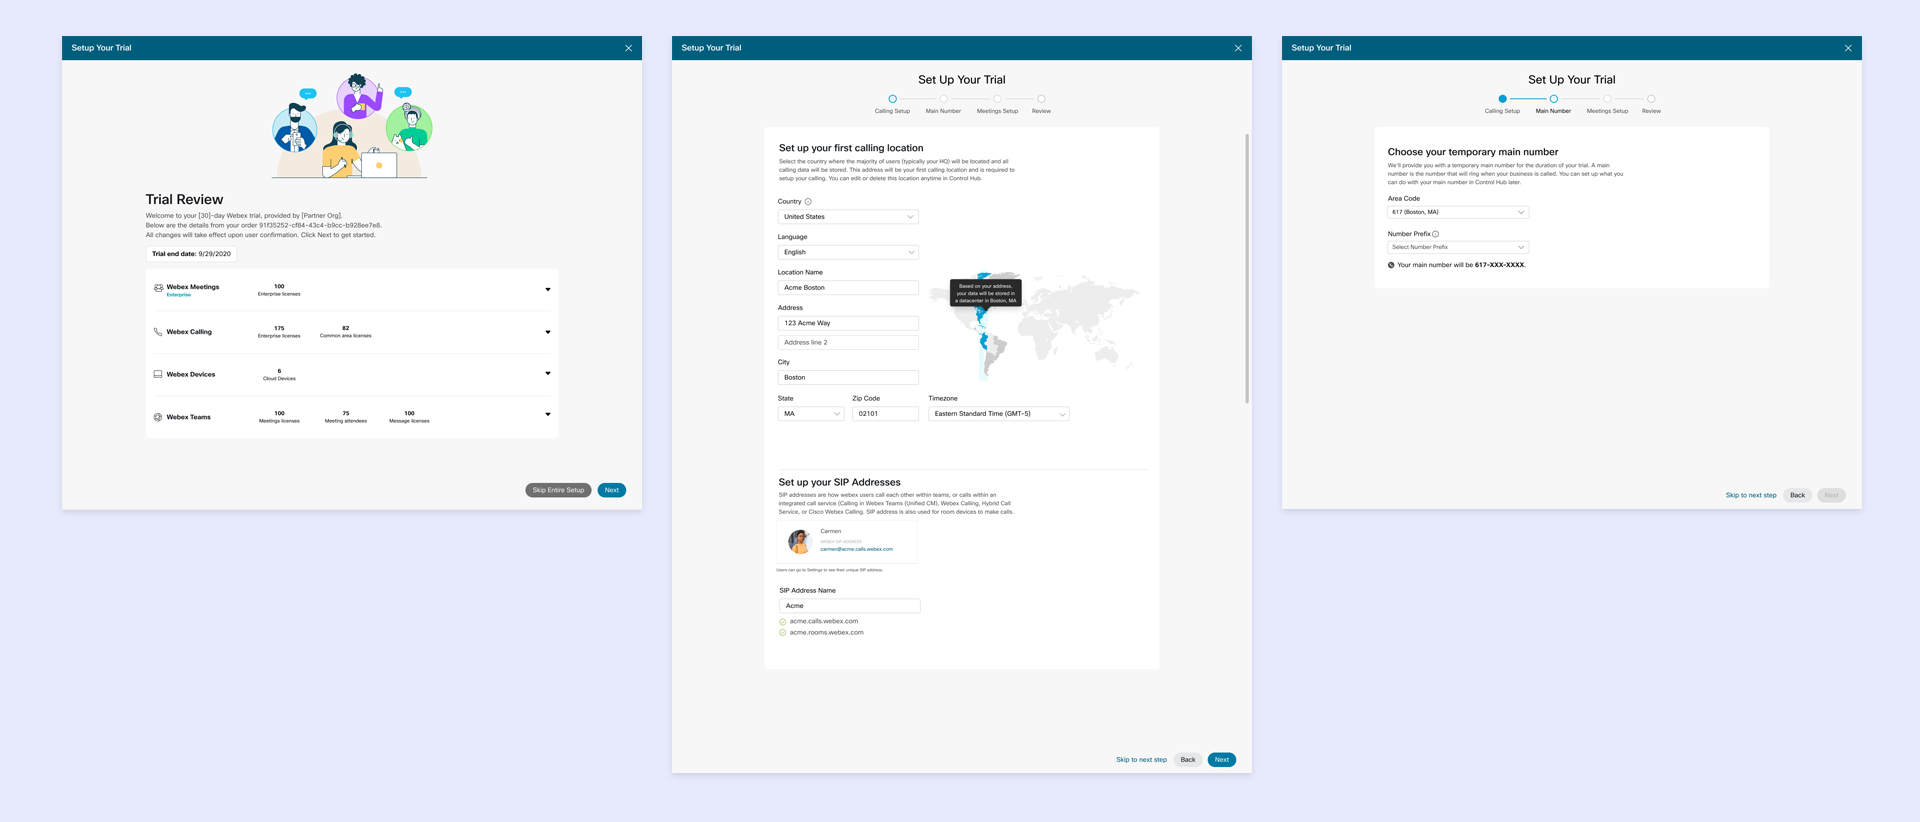 Setup Your Trial
Trial Review
Welcome to your [30]-day Webex trial, provided by [Partner Org].
Below are the details from your order 91f35252-cf84-43c4-b9cc-b928ee7e8.
All changes will take effect upon user confirmation. Click Next to get started.
Trial end date: 9/29/2020
Webex Meetings
Enterprise
100
Enterprise licenses
Webex Calling
175
Enterprise licenses
82
Common area licenses
Webex Devices
6
Cloud Devices
Webex Teams
100
Meetings licenses
75
Meeting attendees
100
Message licenses
Skip Entire Setup
Next
Setup Your Trial
Set Up Your Trial
Calling Setup
Main Number
Meetings Setup
Review
Set up your first calling location
Select the country where the majority of users (typically your HQ) will be located and all
calling data will be stored. This address will be your first calling location and is required to
setup your calling. You can edit or delete this location anytime in Control Hub.
Country
United States
Language
English
Location Name
Acme Boston
Address
123 Acme Way
Address line 2
City
Boston
State
MA
Zip Code
02101
Timezone
Eastern Standard Time (GMT-5)
Based on your address,
your data will be stored in
a datacenter in Boston, MA
Set up your SIP Addresses
SIP addresses are how webex users call each other within teams, or calls within an
integrated call service (Calling in Webex Teams (Unified CM), Webex Calling, Hybrid Call
Service, or Cisco Webex Calling. SIP address is also used for room devices to make calls.
Carmen
WEBEX SIP ADDRESS
carmen@acme.calls.webex.com
Users can go to Settings to see their unique SIP address
SIP Address Name
Acme
acme.calls.webex.com
acme.rooms.webex.com
Skip to next step
Back
Next
Setup Your Trial
Set Up Your Trial
Calling Setup
Main Number
Meetings Setup
Review
Choose your temporary main number
We'll provide you with a temporary main number for the duration of your trial. A main
number is the number that will ring when your business is called. You can set up what you
can do with your main number in Control Hub later.
Area Code
617 (Boston, MA)
Number Prefix
Select Number Prefix
Your main number will be 617-XXX-XXXX.
Skip to next step
Back
Next